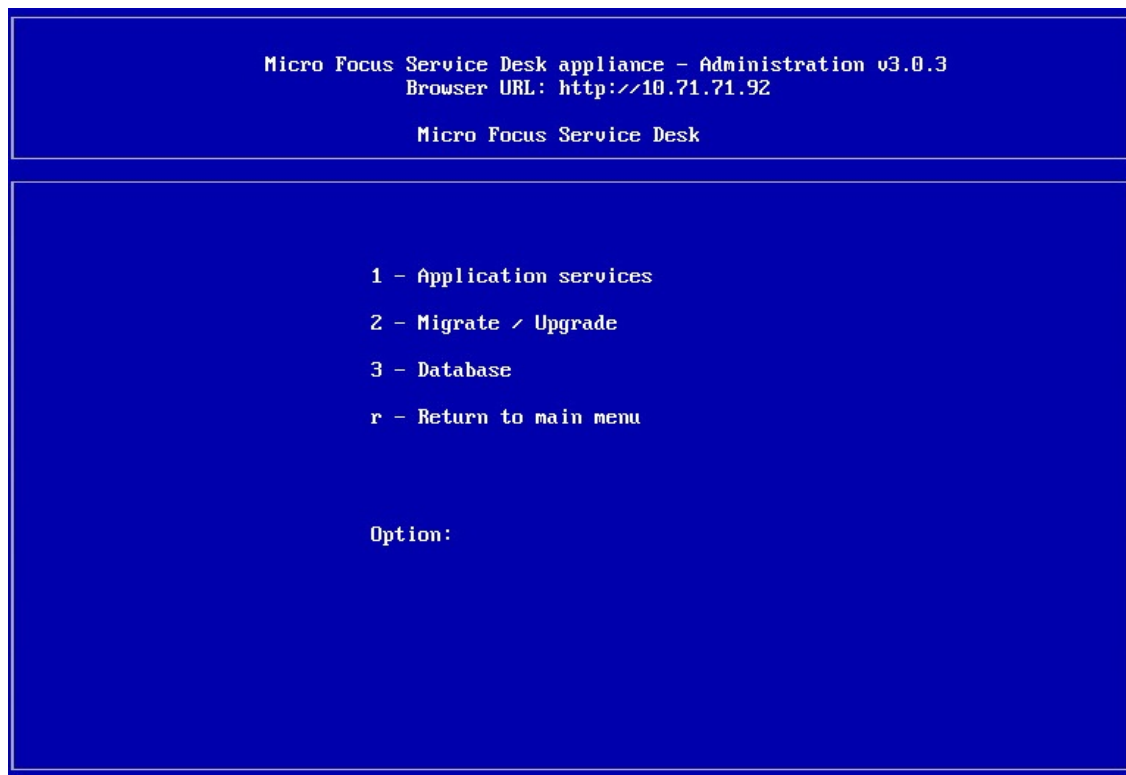 Micro Focus Service Desk appliance - Administration v3.0.3
Browser URL: http://10.71.71.92
Micro Focus Service Desk
1 - Application services
2 - Migrate / Upgrade
3 - Database
r - Return to main menu
Option: